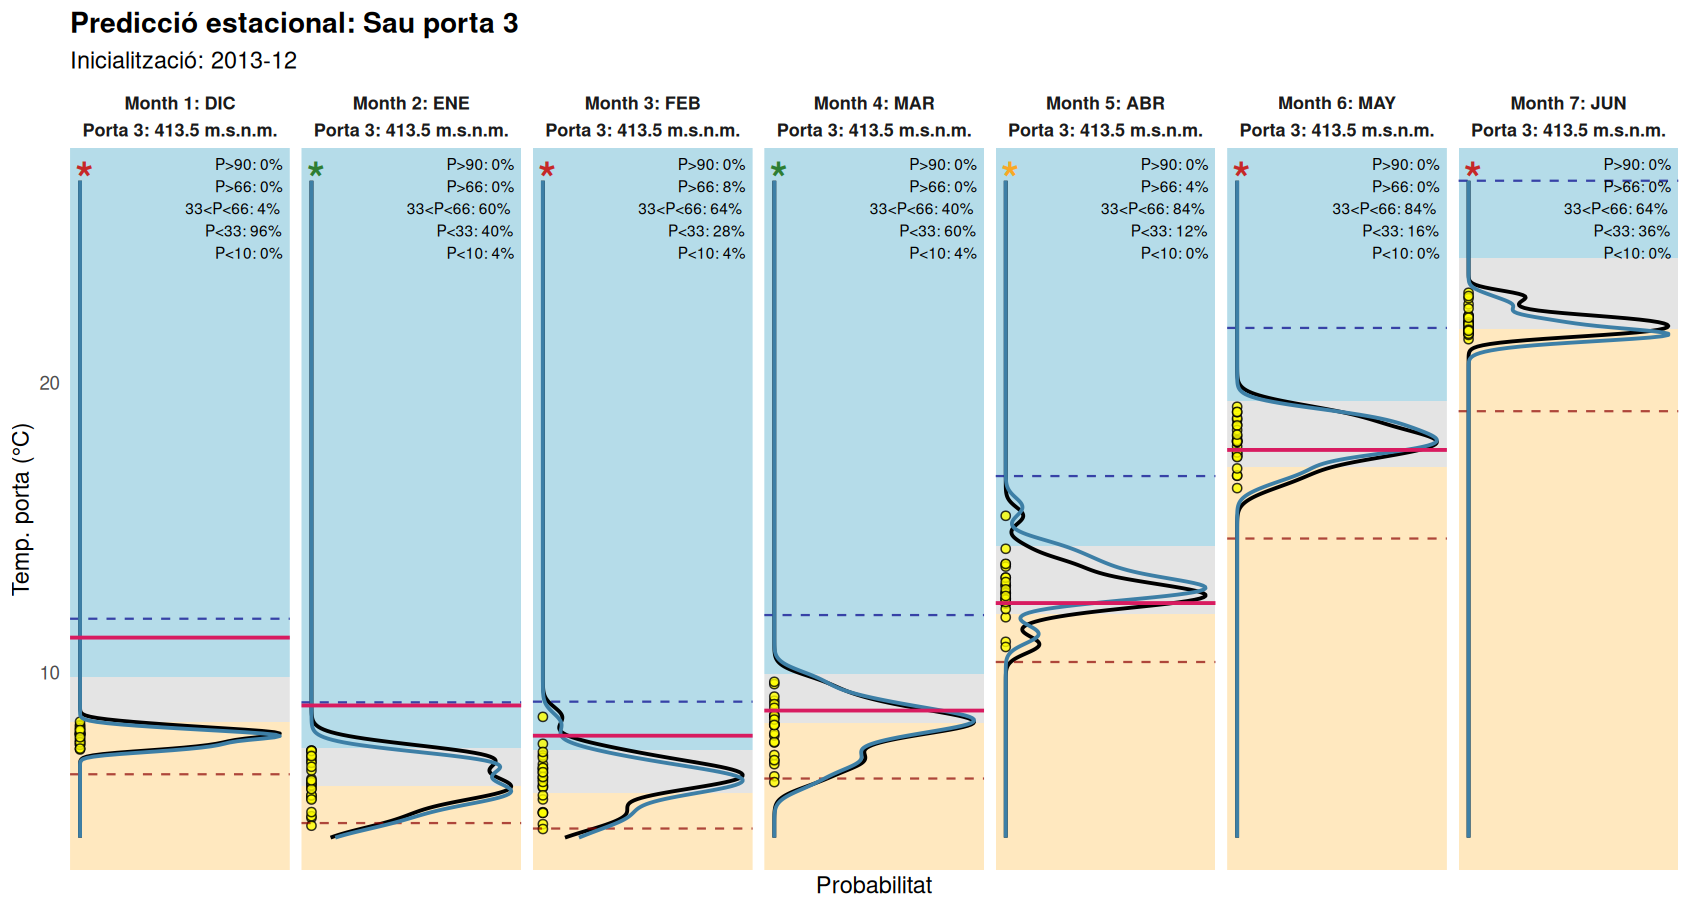 Predicció estacional: Sau porta 3
Inicialització: 2013-12
Month 1: DIC
Porta 3: 413.5 m.s.n.m.
Month 2: ENE
Porta 3: 413.5 m.s.n.m.
Month 3: FEB
Porta 3: 413.5 m.s.n.m.
Month 4: MAR
Porta 3: 413.5 m.s.n.m.
Month 5: ABR
Porta 3: 413.5 m.s.n.m.
Month 6: MAY
Porta 3: 413.5 m.s.n.m.
Month 7: JUN
Porta 3: 413.5 m.s.n.m.
*
P>90: 0%
P>66: 0%
33<P<66: 4%
P<33: 96%
P<10: 0%
*
P>90: 0%
P>66: 0%
33<P<66: 60%
P<33: 40%
P<10: 4%
*
P>90: 0%
P>66: 8%
33<P<66: 64%
P<33: 28%
P<10: 4%
*
P>90: 0%
P>66: 0%
33<P<66: 40%
P<33: 60%
P<10: 4%
*
P>90: 0%
P>66: 4%
33<P<66: 84%
P<33: 12%
P<10: 0%
*
P>90: 0%
P>66: 0%
33<P<66: 84%
P<33: 16%
P<10: 0%
*
P>90: 0%
P>66: 0%
33<P<66: 64%
P<33: 36%
P<10: 0%
20
10
Temp. porta (°C)
Probabilitat